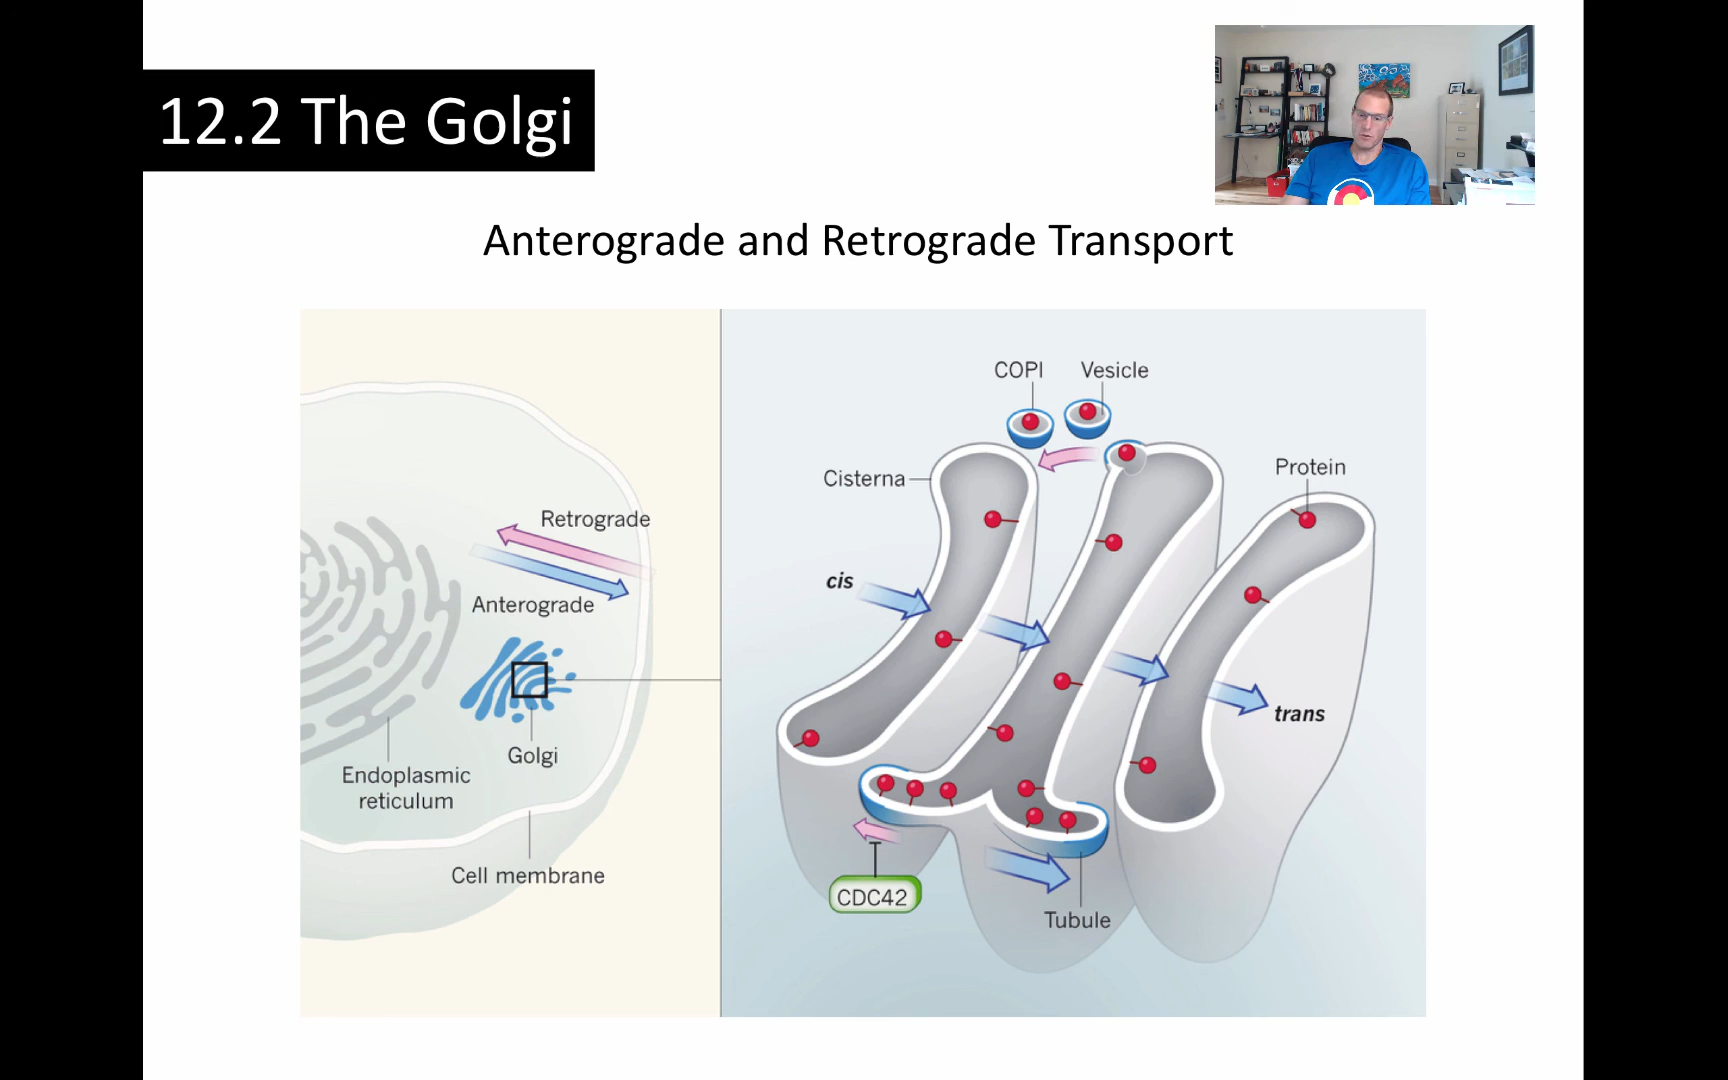 12.2 The Golgi
Anterograde and Retrograde Transport
Retrograde
Anterograde
Golgi
Endoplasmic
reticulum
Cell membrane
COPI
Vesicle
Cisterna
Protein
cis
trans
CDC42
Tubule